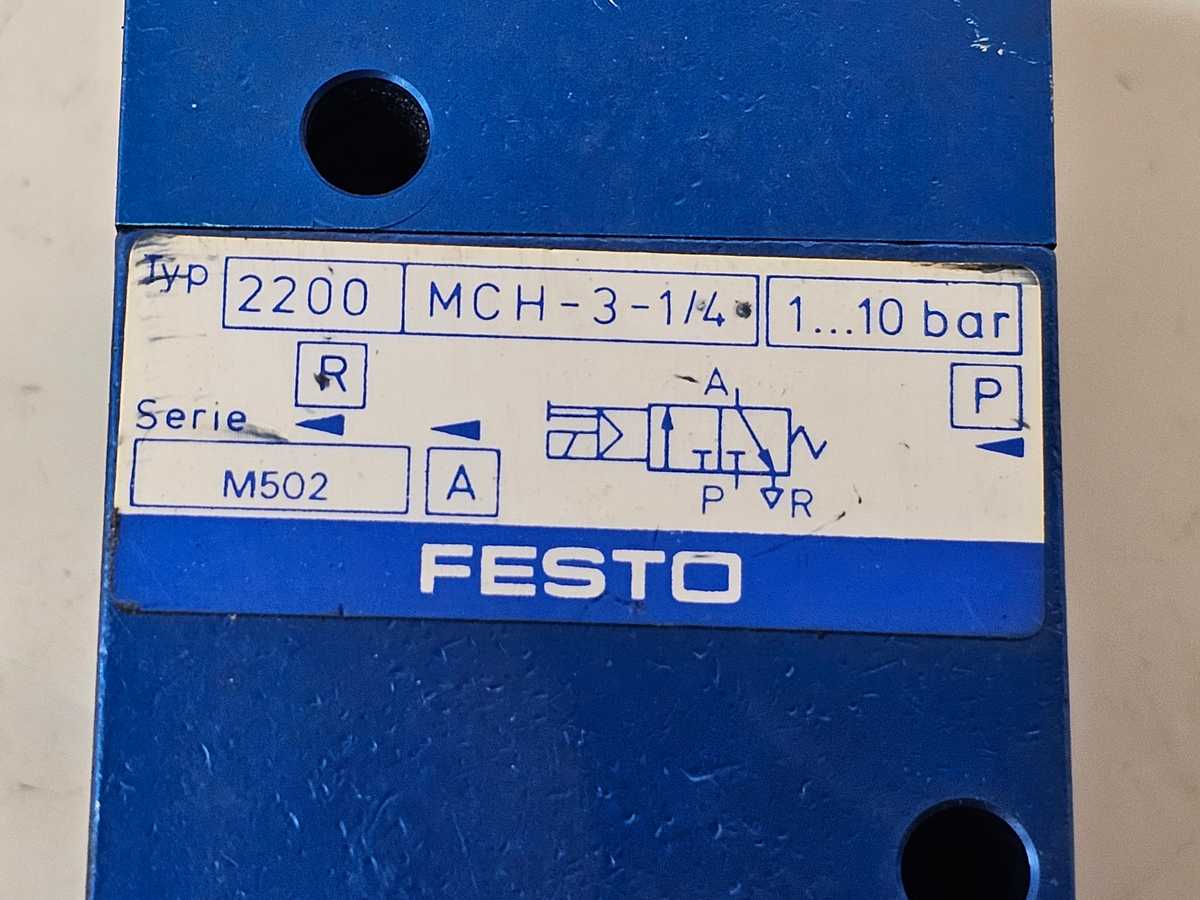 Typ 2200 MCH-3-1/4 1...10 bar
R A P
Serie
M502 A P R
FESTO